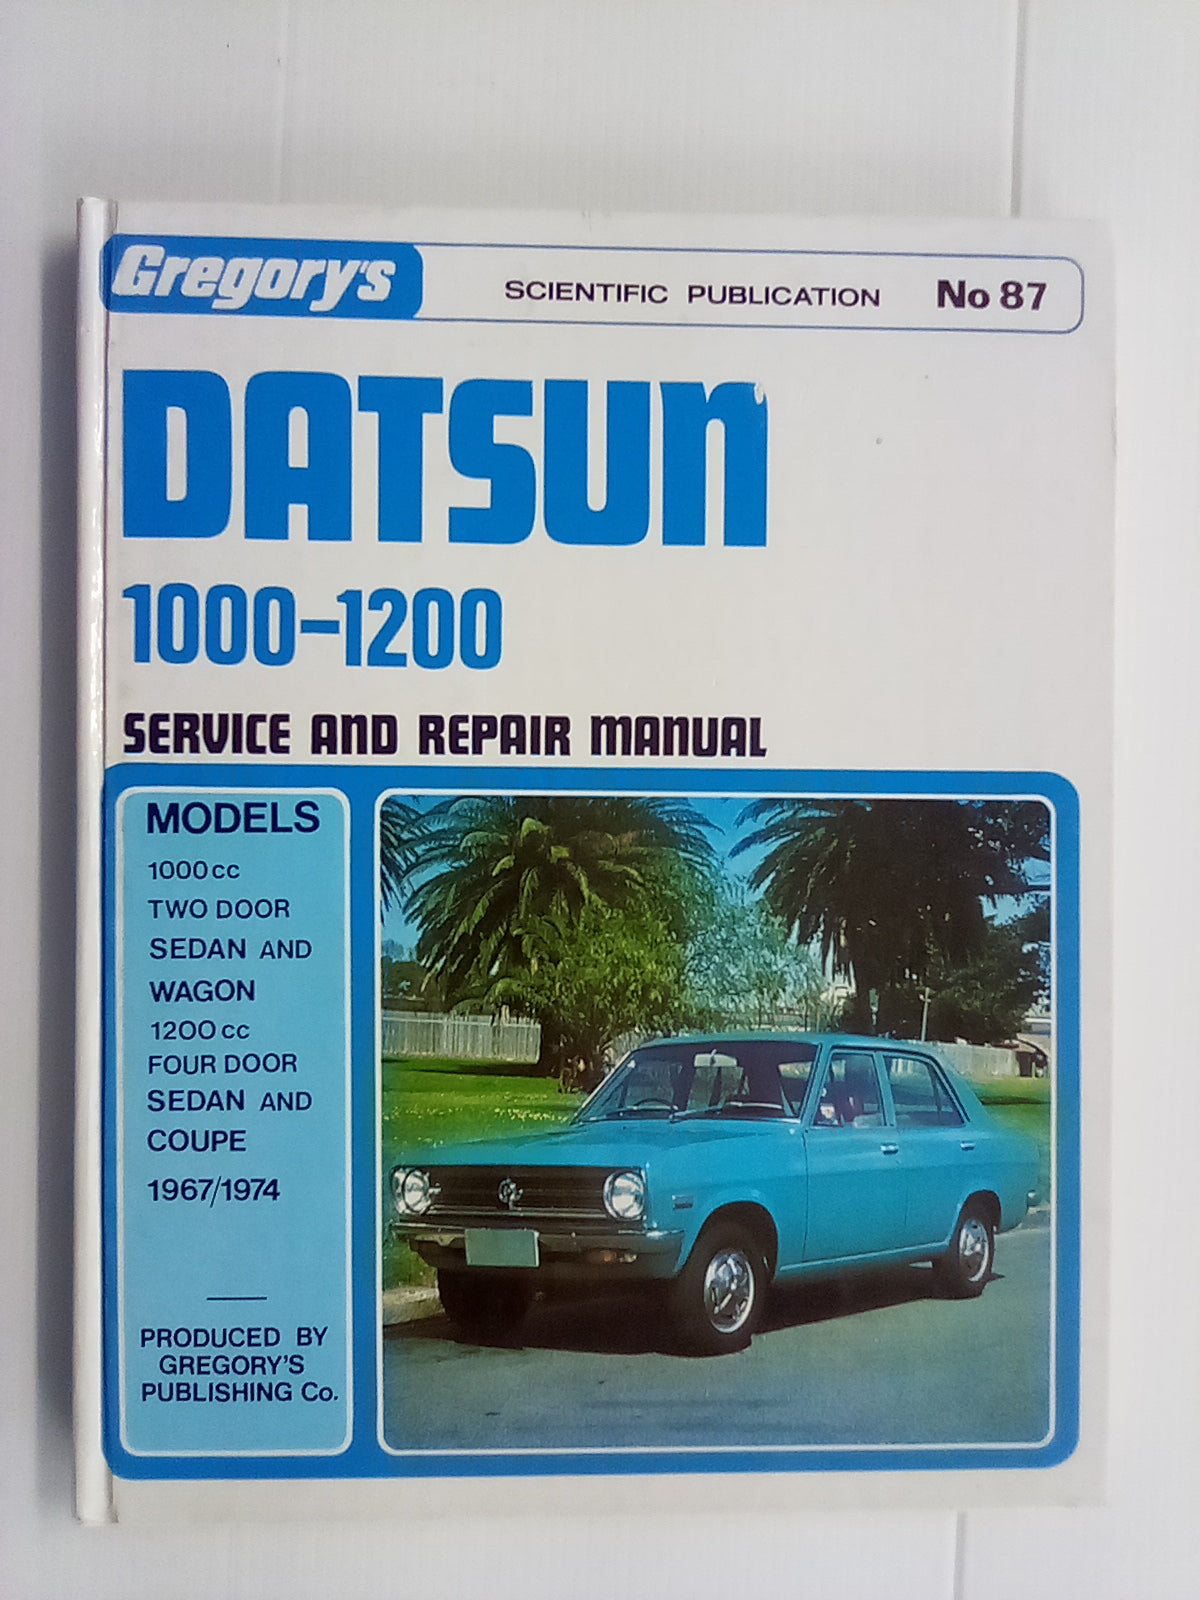 Gregory's
SCIENTIFIC PUBLICATION No 87
DATSUN
1000-1200
SERVICE AND REPAIR MANUAL
MODELS
1000cc
TWO DOOR
SEDAN AND
WAGON
1200cc
FOUR DOOR
SEDAN AND
COUPE
1967/1974
PRODUCED BY
GREGORY'S
PUBLISHING Co.